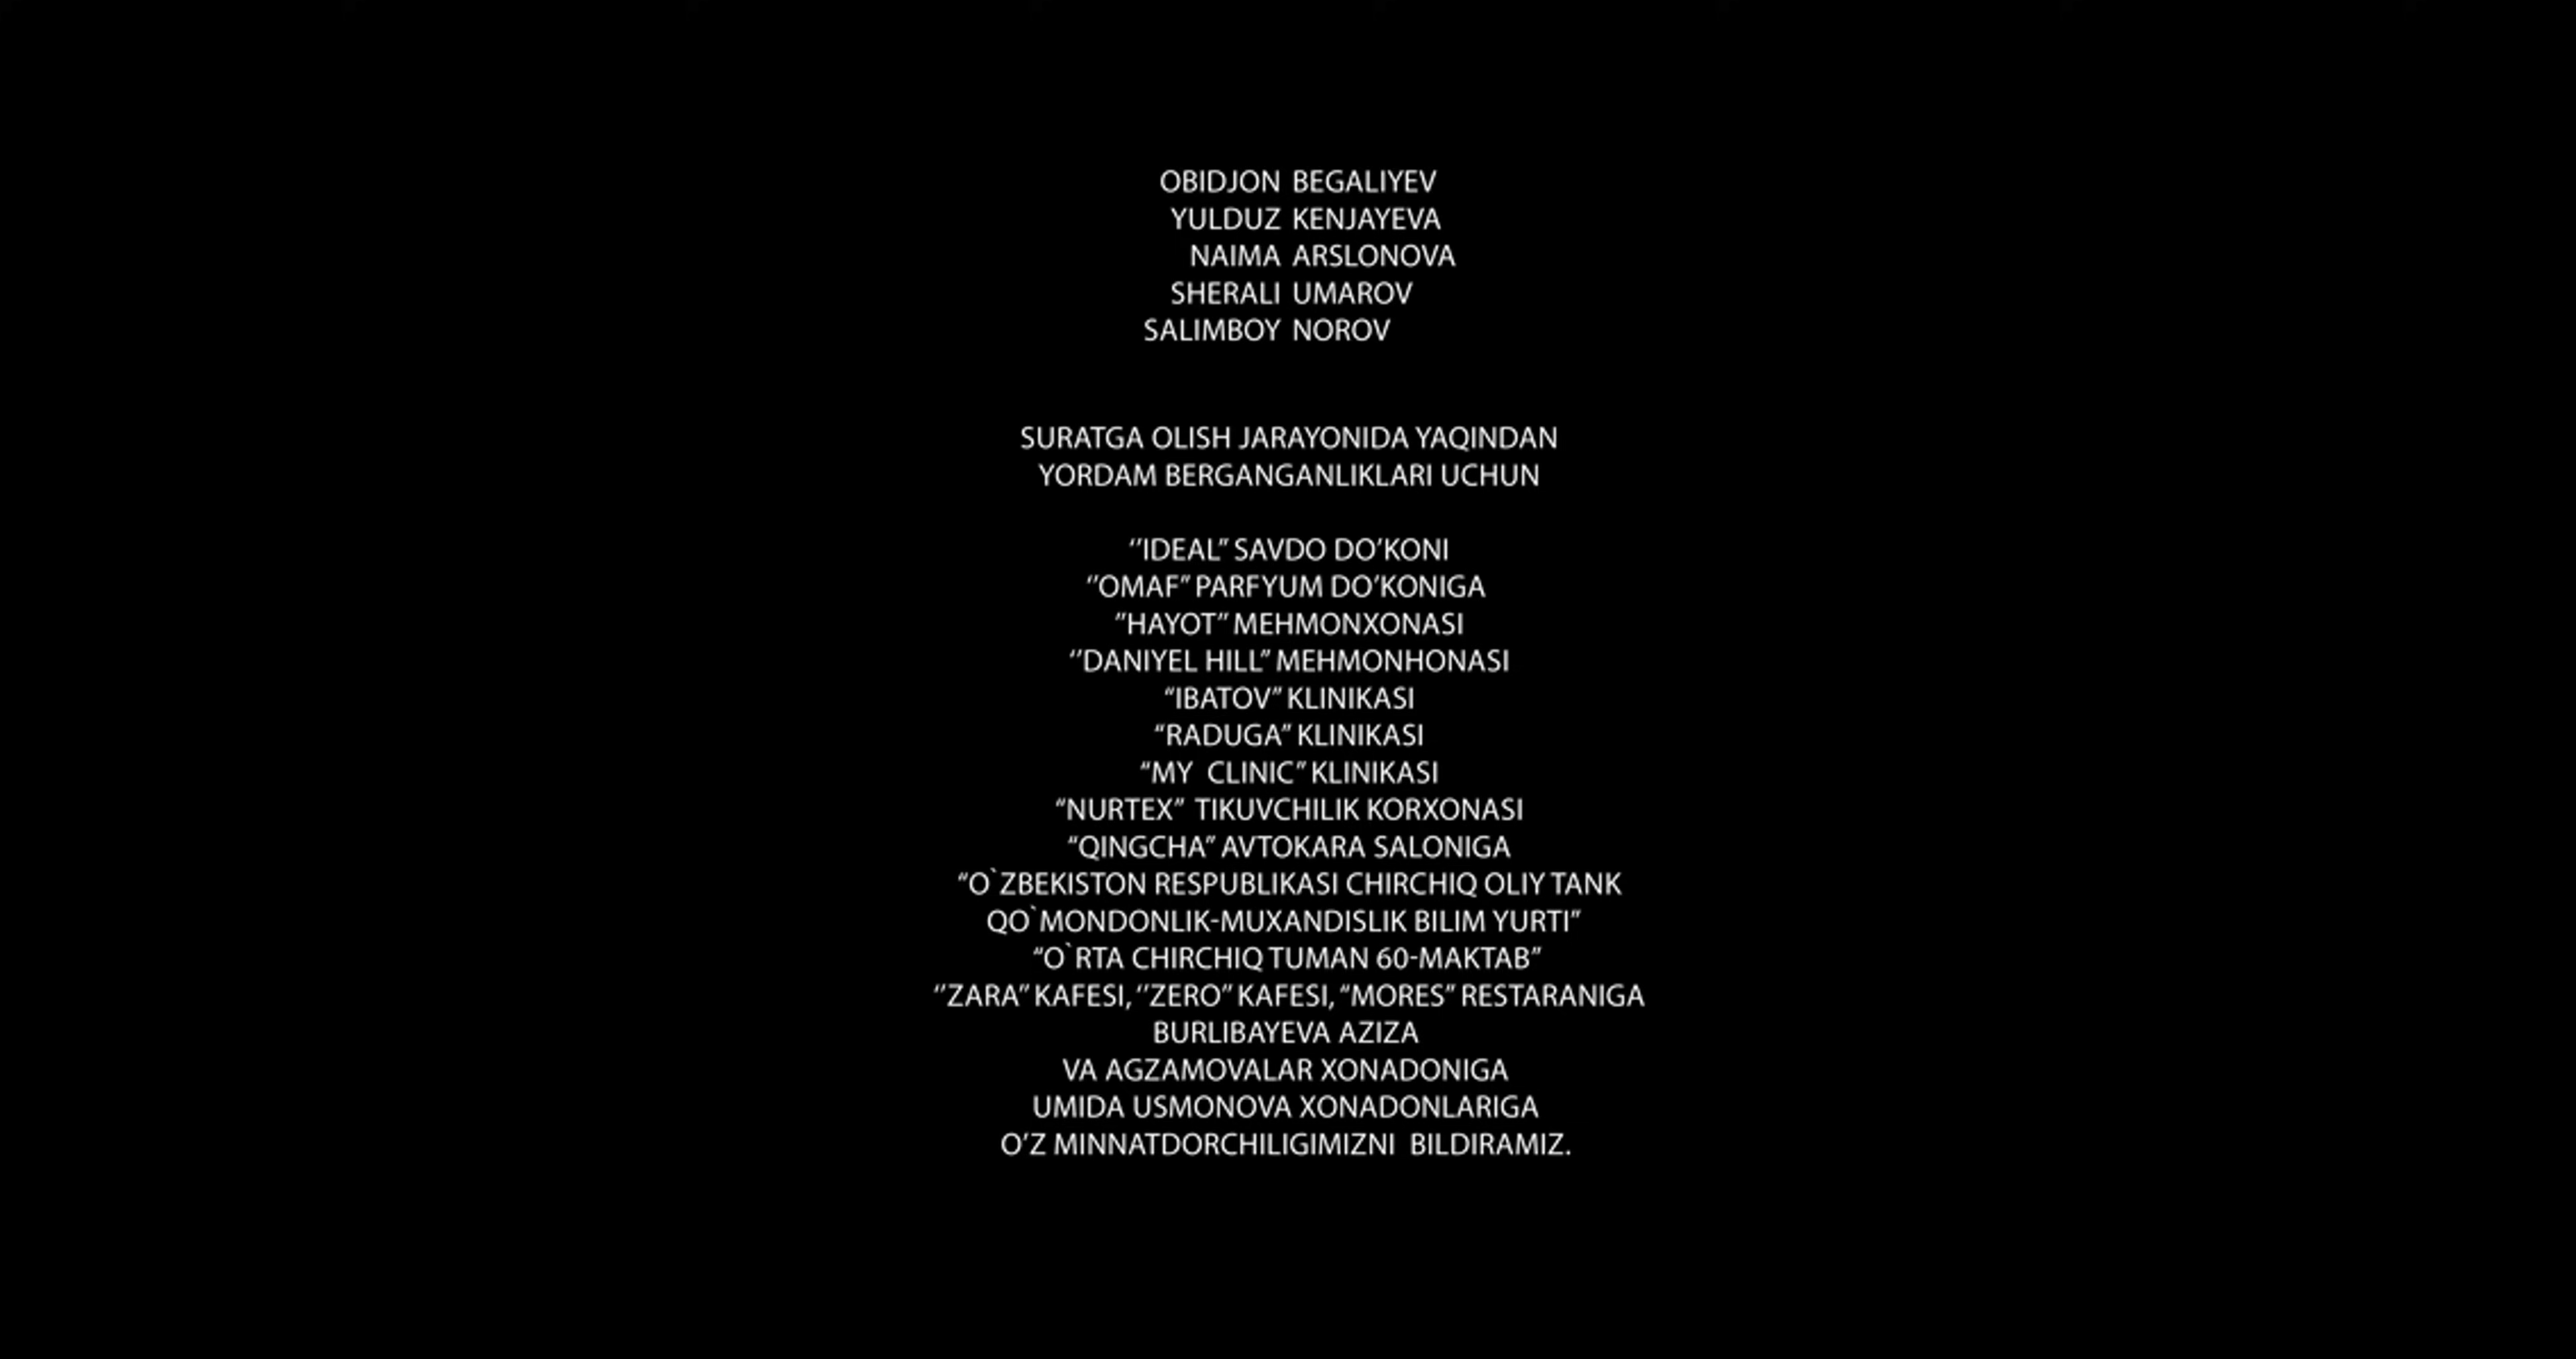 OBIDJON BEGALIYEV
YULDUZ KENJAYEVA
NAIMA ARSLONOVA
SHERALI UMAROV
SALIMBOY NOROV
SURATGA OLISH JARAYONIDA YAQINDAN
YORDAM BERGANGANLIKLARI UCHUN
‘’IDEAL” SAVDO DO’KONI
‘’OMAF” PARFYUM DO’KONIGA
”HAYOT” MEHMONXONASI
‘’DANIYEL HILL” MEHMONHONASI
“IBATOV” KLINIKASI
“RADUGA” KLINIKASI
“MY CLINIC” KLINIKASI
“NURTEX” TIKUVCHILIK KORXONASI
“QINGCHA” AVTOKARA SALONIGA
“O`ZBEKISTON RESPUBLIKASI CHIRCHIQ OLIY TANK
QO`MONDONLIK-MUXANDISLIK BILIM YURTI”
“O`RTA CHIRCHIQ TUMAN 60-MAKTAB”
‘’ZARA” KAFESI, ‘’ZERO” KAFESI, “MORES” RESTARANIGA
BURLIBAYEVA AZIZA
VA AGZAMOVALAR XONADONIGA
UMIDA USMONOVA XONADONLARIGA
O’Z MINNATDORCHILIGIMIZNI BILDIRAMIZ.